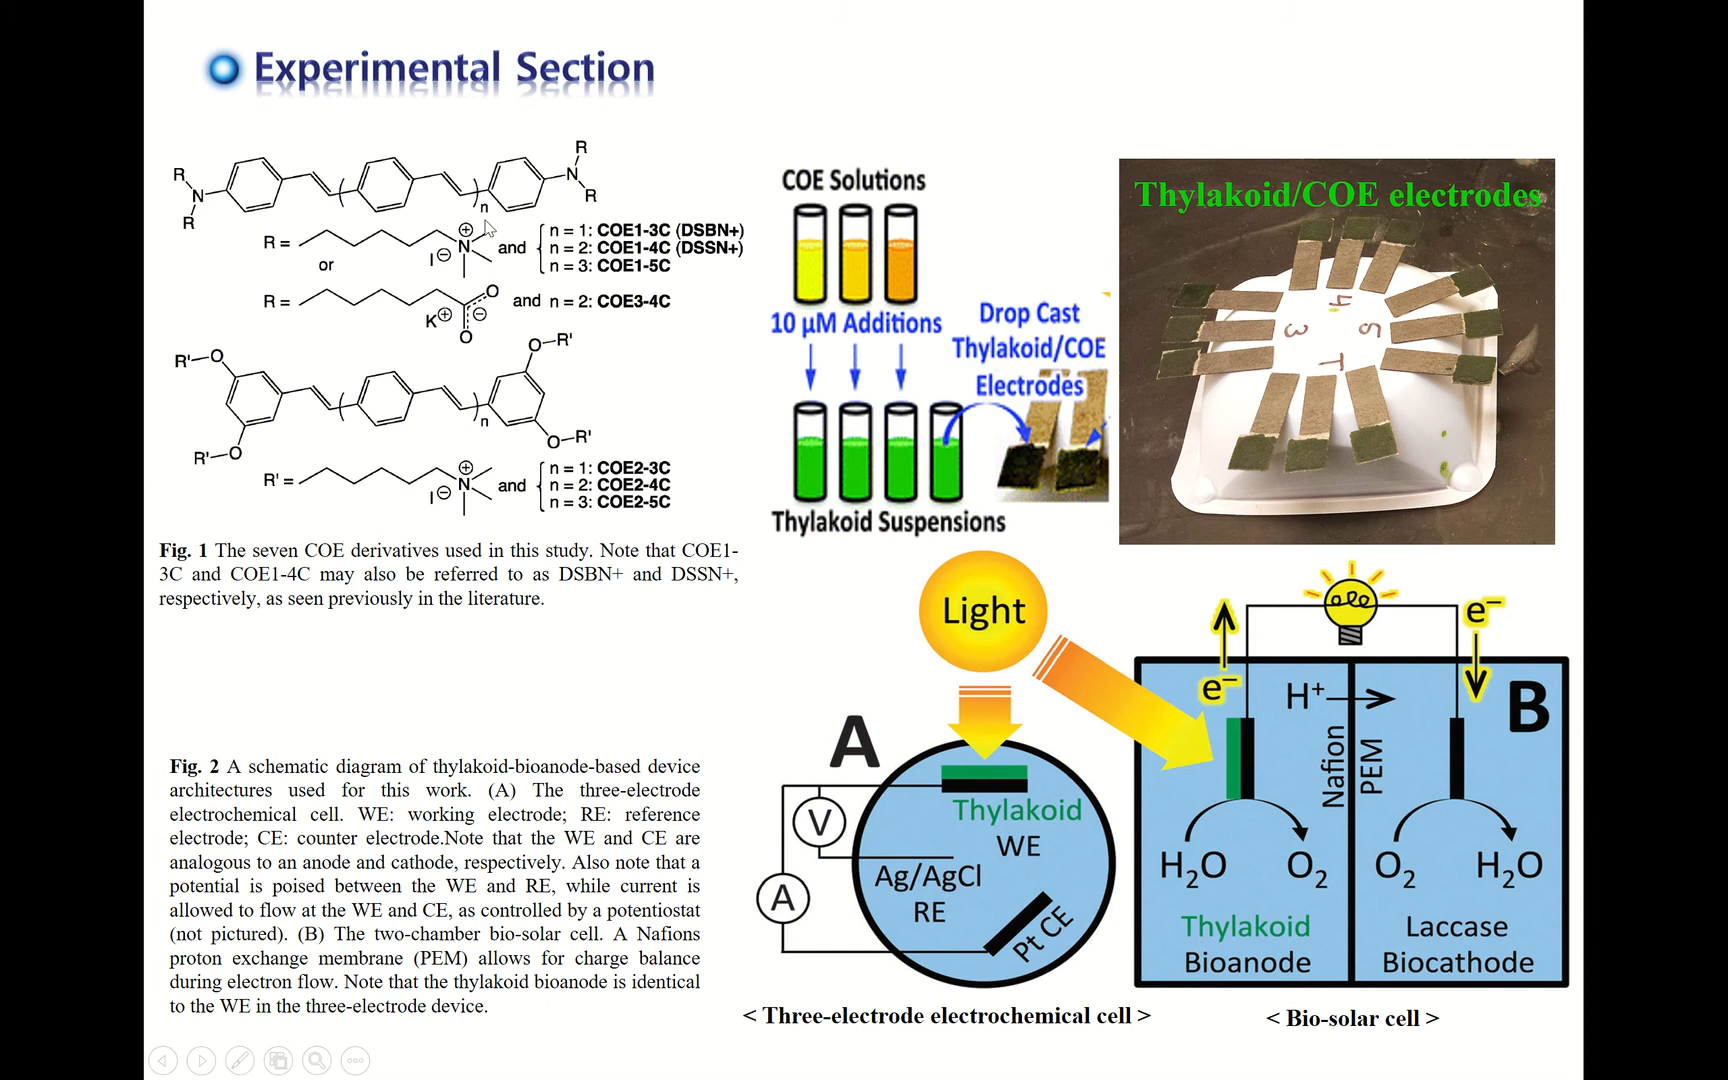 Experimental Section
R
N
R
n
N
R
R
R =
N
⊕
I⊖
and
n = 1: COE1-3C (DSBN+)
n = 2: COE1-4C (DSSN+)
n = 3: COE1-5C
or
R =
O
⊖
K⊕
O
and n = 2: COE3-4C
R'–O
R'–O
n
O–R'
O–R'
R' =
N
⊕
I⊖
and
n = 1: COE2-3C
n = 2: COE2-4C
n = 3: COE2-5C
Fig. 1 The seven COE derivatives used in this study. Note that COE1-
3C and COE1-4C may also be referred to as DSBN+ and DSSN+,
respectively, as seen previously in the literature.
COE Solutions
10 µM Additions
Drop Cast
Thylakoid/COE
Electrodes
Thylakoid Suspensions
Thylakoid/COE electrodes
4
3
5
1
Fig. 2 A schematic diagram of thylakoid-bioanode-based device
architectures used for this work. (A) The three-electrode
electrochemical cell. WE: working electrode; RE: reference
electrode; CE: counter electrode.Note that the WE and CE are
analogous to an anode and cathode, respectively. Also note that a
potential is poised between the WE and RE, while current is
allowed to flow at the WE and CE, as controlled by a potentiostat
(not pictured). (B) The two-chamber bio-solar cell. A Nafions
proton exchange membrane (PEM) allows for charge balance
during electron flow. Note that the thylakoid bioanode is identical
to the WE in the three-electrode device.
Light
A
V
A
Thylakoid
WE
Ag/AgCl
RE
Pt CE
< Three-electrode electrochemical cell >
e⁻
e⁻
H⁺
B
Nafion
PEM
H₂O
O₂
O₂
H₂O
Thylakoid
Bioanode
Laccase
Biocathode
< Bio-solar cell >